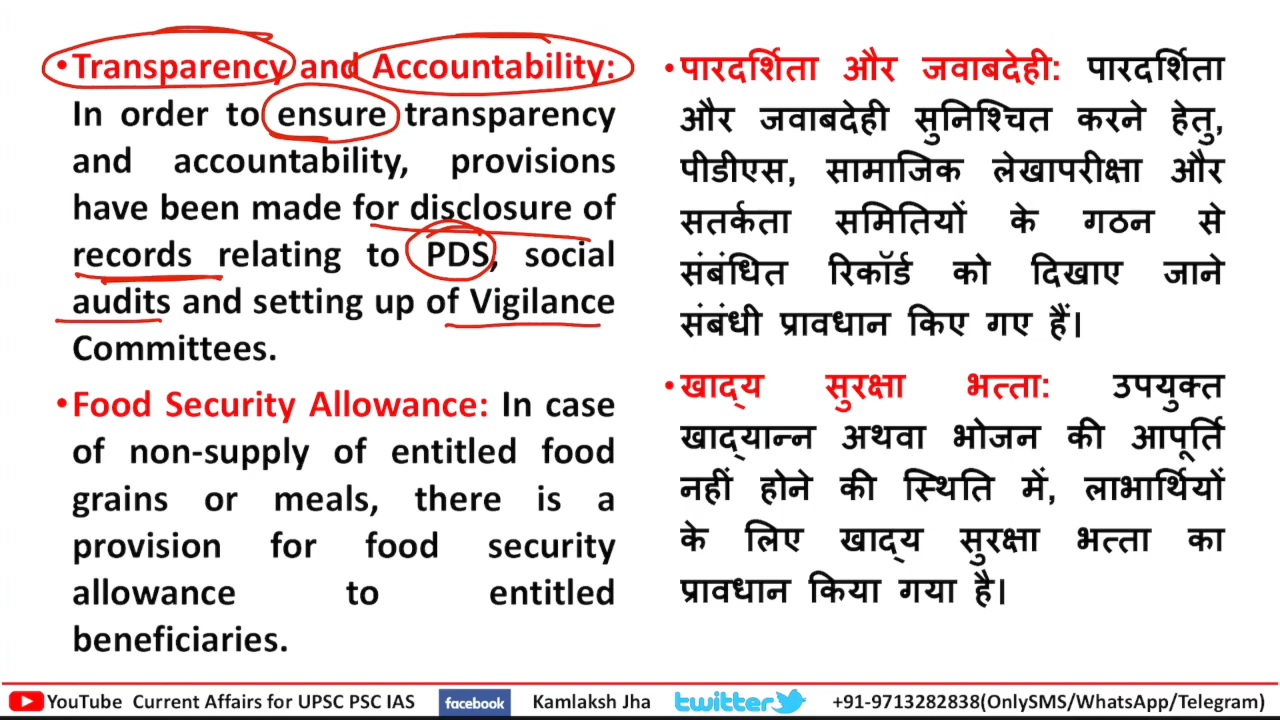 •Transparency and Accountability:
In order to ensure transparency
and accountability, provisions
have been made for disclosure of
records relating to PDS, social
audits and setting up of Vigilance
Committees.
•Food Security Allowance: In case
of non-supply of entitled food
grains or meals, there is a
provision for food security
allowance to entitled
beneficiaries.
•पारदर्शिता और जवाबदेही: पारदर्शिता
और जवाबदेही सुनिश्चित करने हेतु,
पीडीएस, सामाजिक लेखापरीक्षा और
सतर्कता समितियों के गठन से
संबंधित रिकॉर्ड को दिखाए जाने
संबंधी प्रावधान किए गए हैं।
•खाद्य सुरक्षा भत्ता: उपयुक्त
खाद्यान्न अथवा भोजन की आपूर्ति
नहीं होने की स्थिति में, लाभार्थियों
के लिए खाद्य सुरक्षा भत्ता का
प्रावधान किया गया है।
YouTube Current Affairs for UPSC PSC IAS facebook Kamlaksh Jha twitter +91-9713282838(OnlySMS/WhatsApp/Telegram)